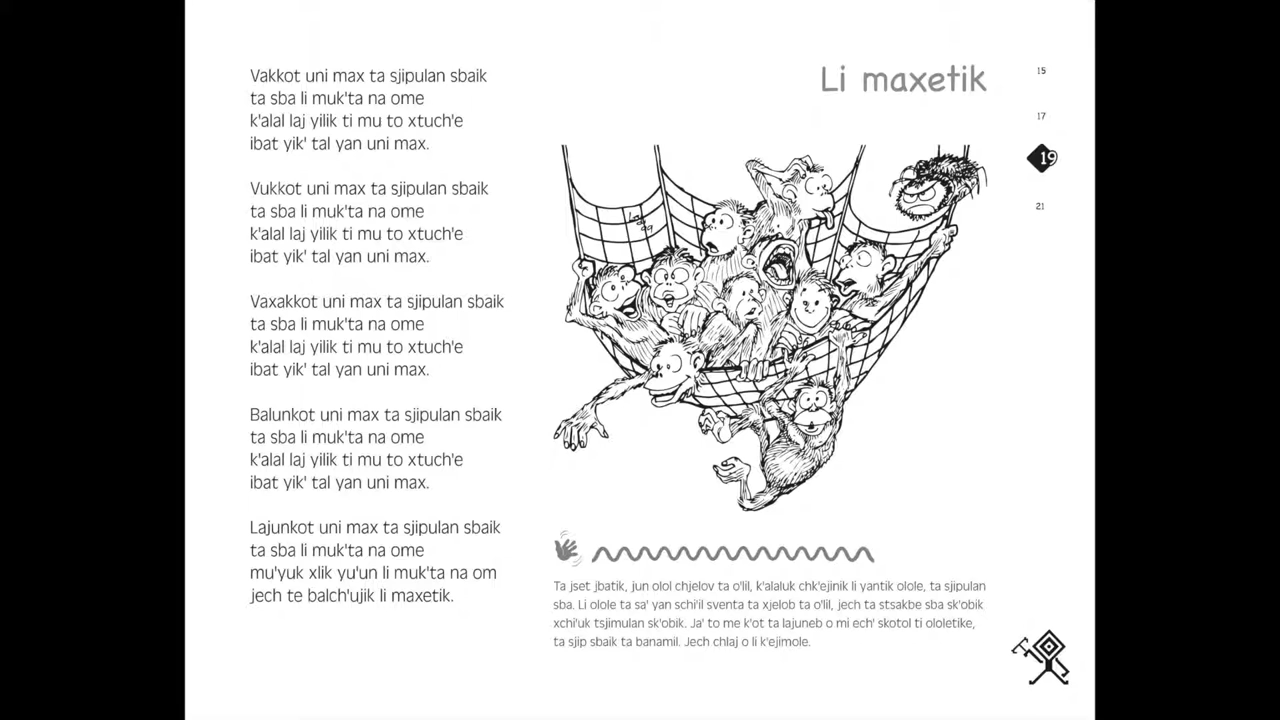 Vakkot uni max ta sjipulan sbaik
ta sba li muk'ta na ome
k'alal laj yilik ti mu to xtuch'e
ibat yik' tal yan uni max.
Vukkot uni max ta sjipulan sbaik
ta sba li muk'ta na ome
k'alal laj yilik ti mu to xtuch'e
ibat yik' tal yan uni max.
Vaxakkot uni max ta sjipulan sbaik
ta sba li muk'ta na ome
k'alal laj yilik ti mu to xtuch'e
ibat yik' tal yan uni max.
Balunkot uni max ta sjipulan sbaik
ta sba li muk'ta na ome
k'alal laj yilik ti mu to xtuch'e
ibat yik' tal yan uni max.
Lajunkot uni max ta sjipulan sbaik
ta sba li muk'ta na ome
mu'yuk xlik yu'un li muk'ta na om
jech te balch'ujik li maxetik.
Li maxetik
Ta jset jbatik, jun olol chjelov ta o'lil, k'alaluk chk'ejinik li yantik olole, ta sjipulan
sba. Li olole ta sa' yan schi'il sventa ta xjelob ta o'lil, jech ta stsakbe sba sk'obik
xchi'uk tsjimulan sk'obik. Ja' to me k'ot ta lajuneb o mi ech' skotol ti ololetike,
ta sjip sbaik ta banamil. Jech chlaj o li k'ejimole.
15
17
19
21